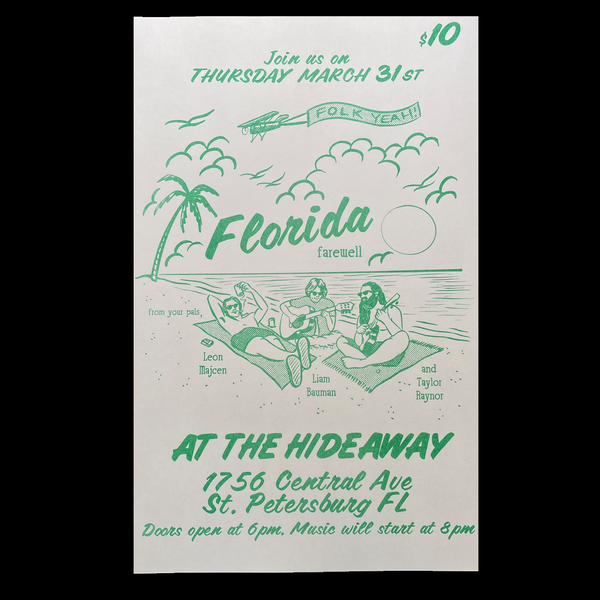 $10
Join us on
THURSDAY MARCH 31ST
FOLK YEAH!
Florida
farewell
from your pals,
Leon
Majcen
Liam
Bauman
and
Taylor
Raynor
AT THE HIDEAWAY
1756 Central Ave
St. Petersburg FL
Doors open at 6pm. Music will start at 8pm